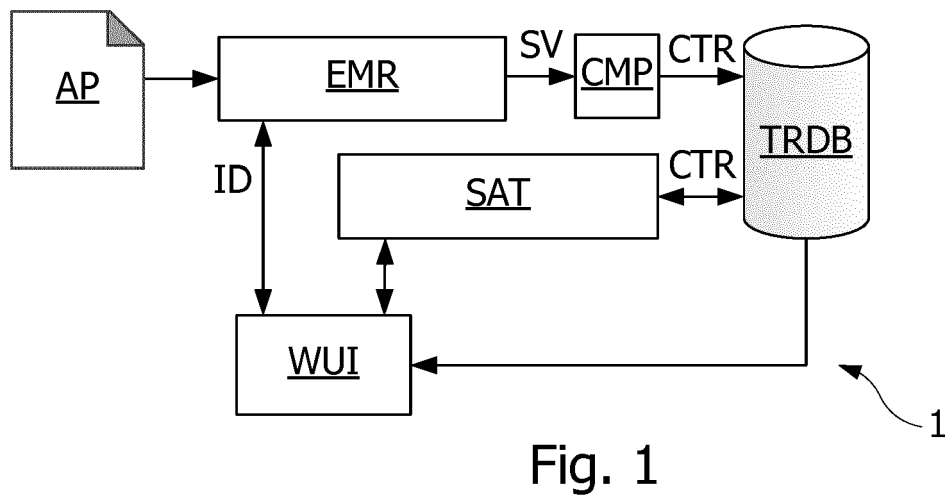 AP
EMR
SV
CMP
CTR
TRDB
ID
SAT
CTR
WUI
1
Fig. 1